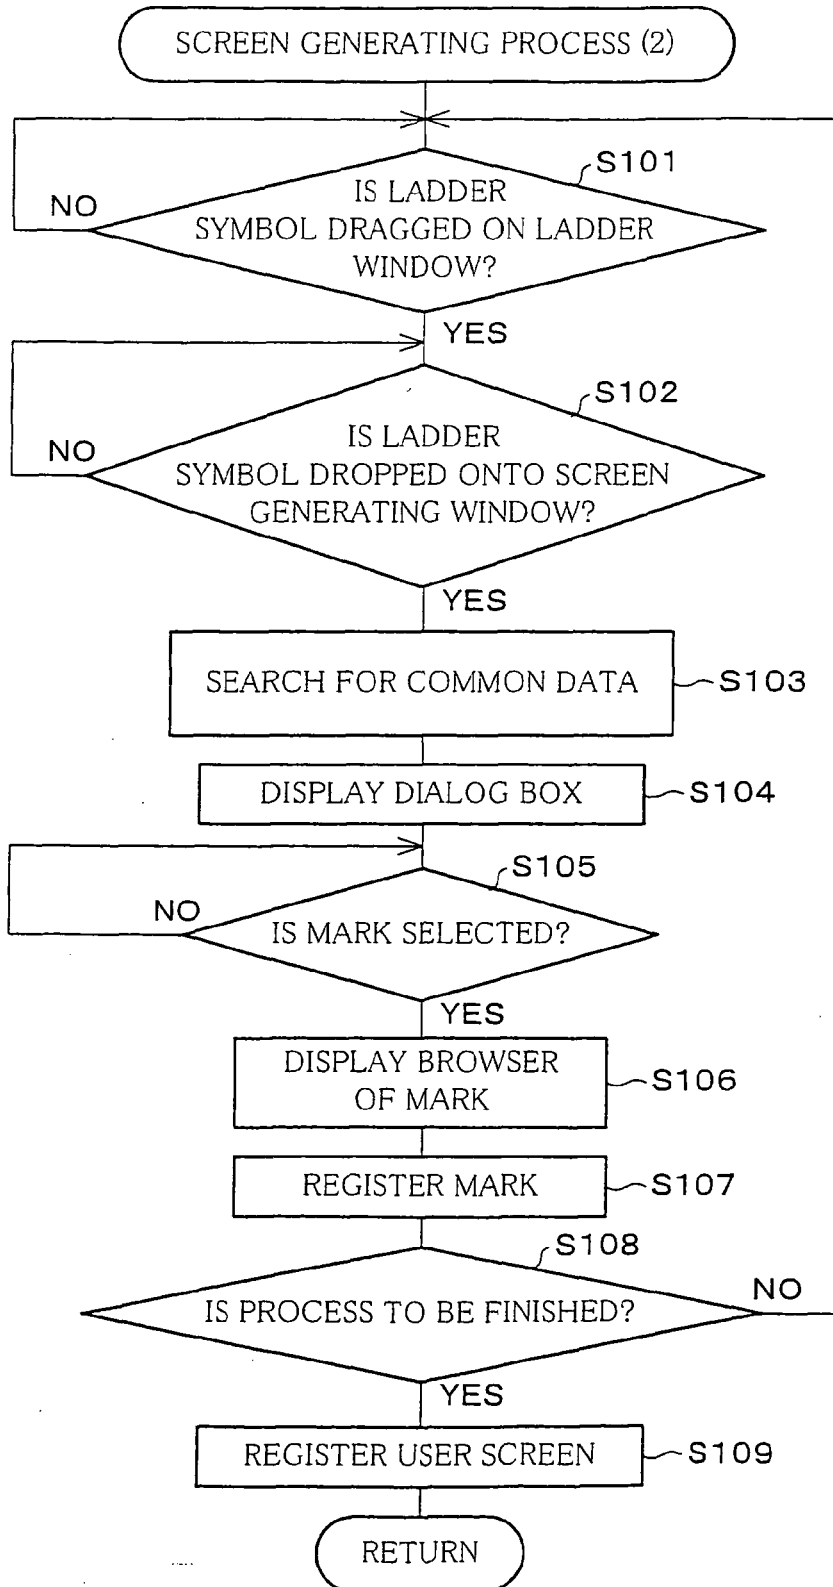 SCREEN GENERATING PROCESS (2)
S101
NO
IS LADDER
SYMBOL DRAGGED ON LADDER
WINDOW?
YES
S102
NO
IS LADDER
SYMBOL DROPPED ONTO SCREEN
GENERATING WINDOW?
YES
SEARCH FOR COMMON DATA
S103
DISPLAY DIALOG BOX
S104
S105
NO
IS MARK SELECTED?
YES
DISPLAY BROWSER
OF MARK
S106
REGISTER MARK
S107
S108
NO
IS PROCESS TO BE FINISHED?
YES
REGISTER USER SCREEN
S109
RETURN